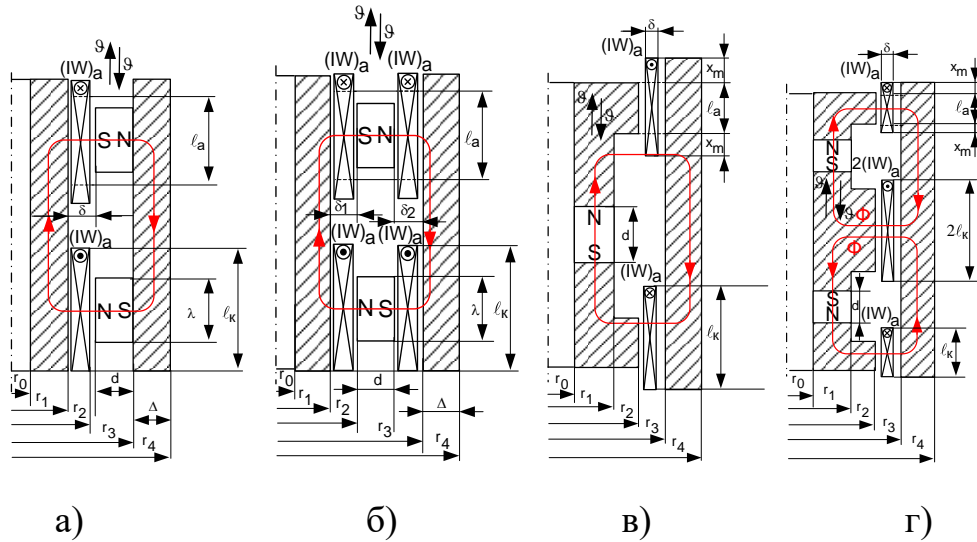 ϑ ϑ
(IW)a
S N
ℓa
δ
(IW)a
N S
λ
ℓк
r0
d
r1
r2
Δ
r3
r4
а)
ϑ ϑ
(IW)a (IW)a
S N
ℓa
δ1 δ2
(IW)a (IW)a
N S
λ
ℓк
r0
d
r1
r2
Δ
r3
r4
б)
δ
(IW)a
xm
ϑ ϑ
ℓa
xm
N
S
d
(IW)a
ℓк
r0
r1
r2
r3
r4
в)
δ
(IW)a
xm
ℓa
xm
N
S
2(IW)a
ϑ ϑ
Φ
Φ
2ℓк
S
N
d
(IW)a
ℓк
r0
r1
r2
r3
r4
г)